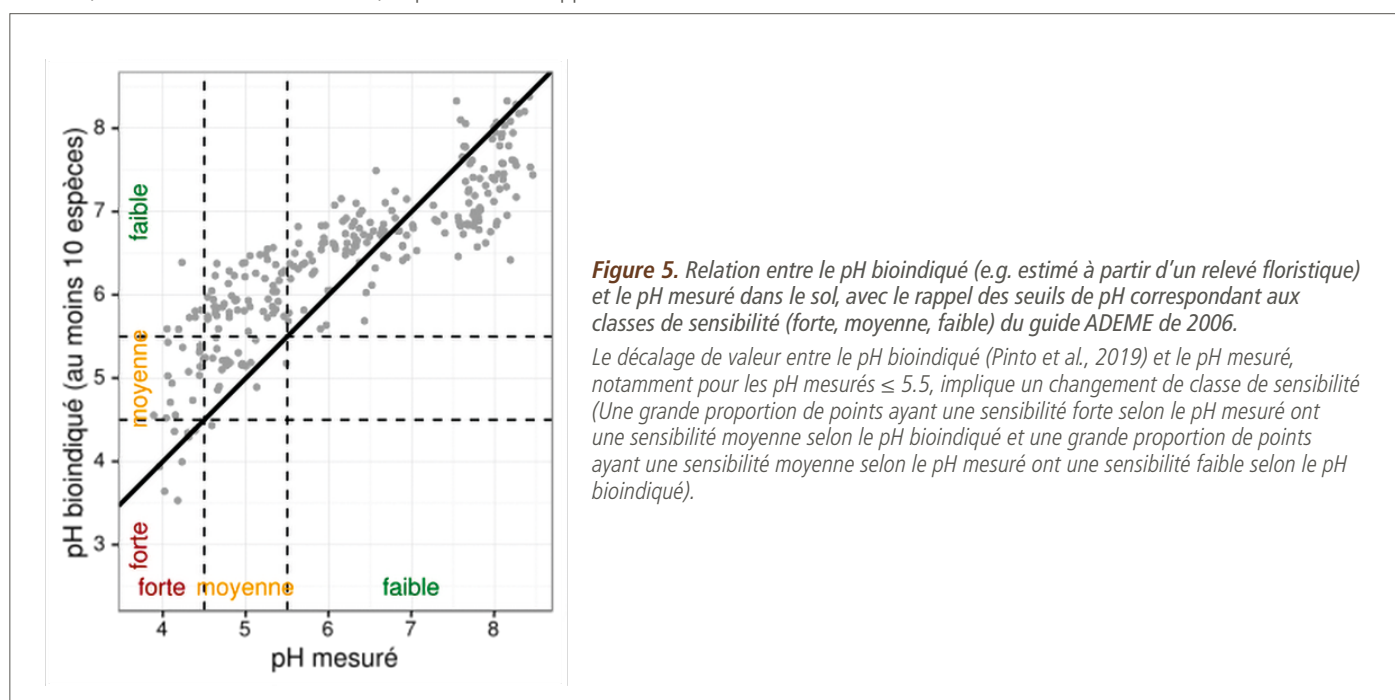 pH bioindiqué (au moins 10 espèces)
8
7
6
5
4
3
faible
moyenne
forte
forte
moyenne
faible
4
5
6
7
8
pH mesuré
Figure 5. Relation entre le pH bioindiqué (e.g. estimé à partir d’un relevé floristique)
et le pH mesuré dans le sol, avec le rappel des seuils de pH correspondant aux
classes de sensibilité (forte, moyenne, faible) du guide ADEME de 2006.
Le décalage de valeur entre le pH bioindiqué (Pinto et al., 2019) et le pH mesuré,
notamment pour les pH mesurés ≤ 5.5, implique un changement de classe de sensibilité
(Une grande proportion de points ayant une sensibilité forte selon le pH mesuré ont
une sensibilité moyenne selon le pH bioindiqué et une grande proportion de points
ayant une sensibilité moyenne selon le pH mesuré ont une sensibilité faible selon le pH
bioindiqué).